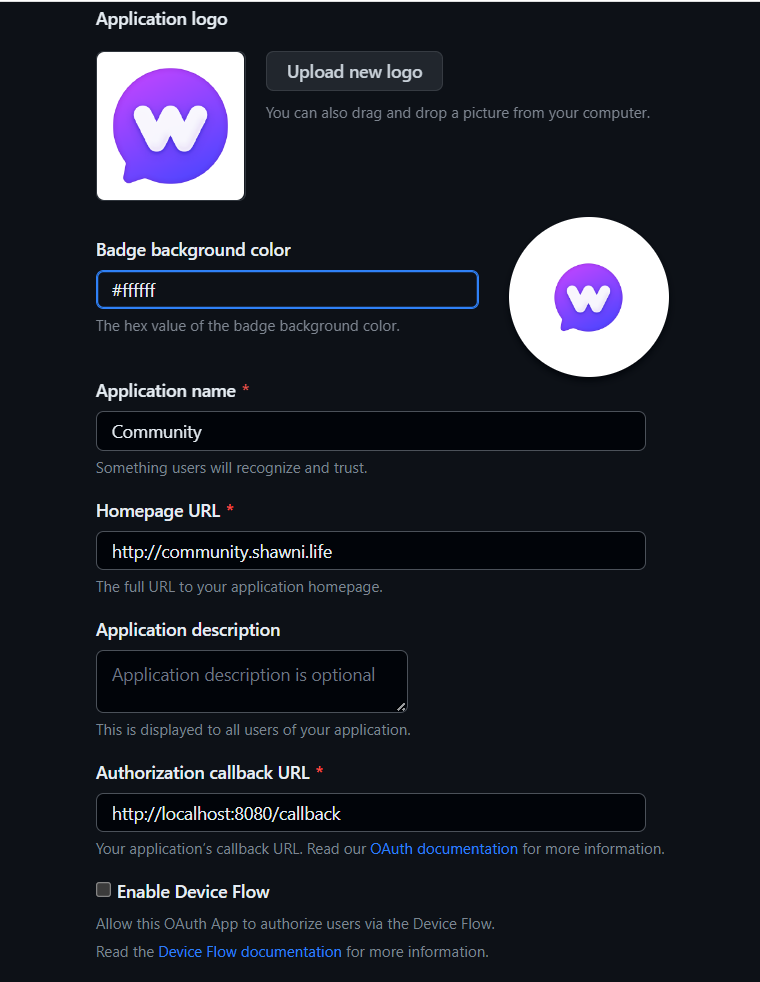 Application logo
W
Upload new logo
You can also drag and drop a picture from your computer.
Badge background color
#ffffff
The hex value of the badge background color.
W
Application name *
Community
Something users will recognize and trust.
Homepage URL *
http://community.shawni.life
The full URL to your application homepage.
Application description
Application description is optional
This is displayed to all users of your application.
Authorization callback URL *
http://localhost:8080/callback
Your application’s callback URL. Read our OAuth documentation for more information.
Enable Device Flow
Allow this OAuth App to authorize users via the Device Flow.
Read the Device Flow documentation for more information.